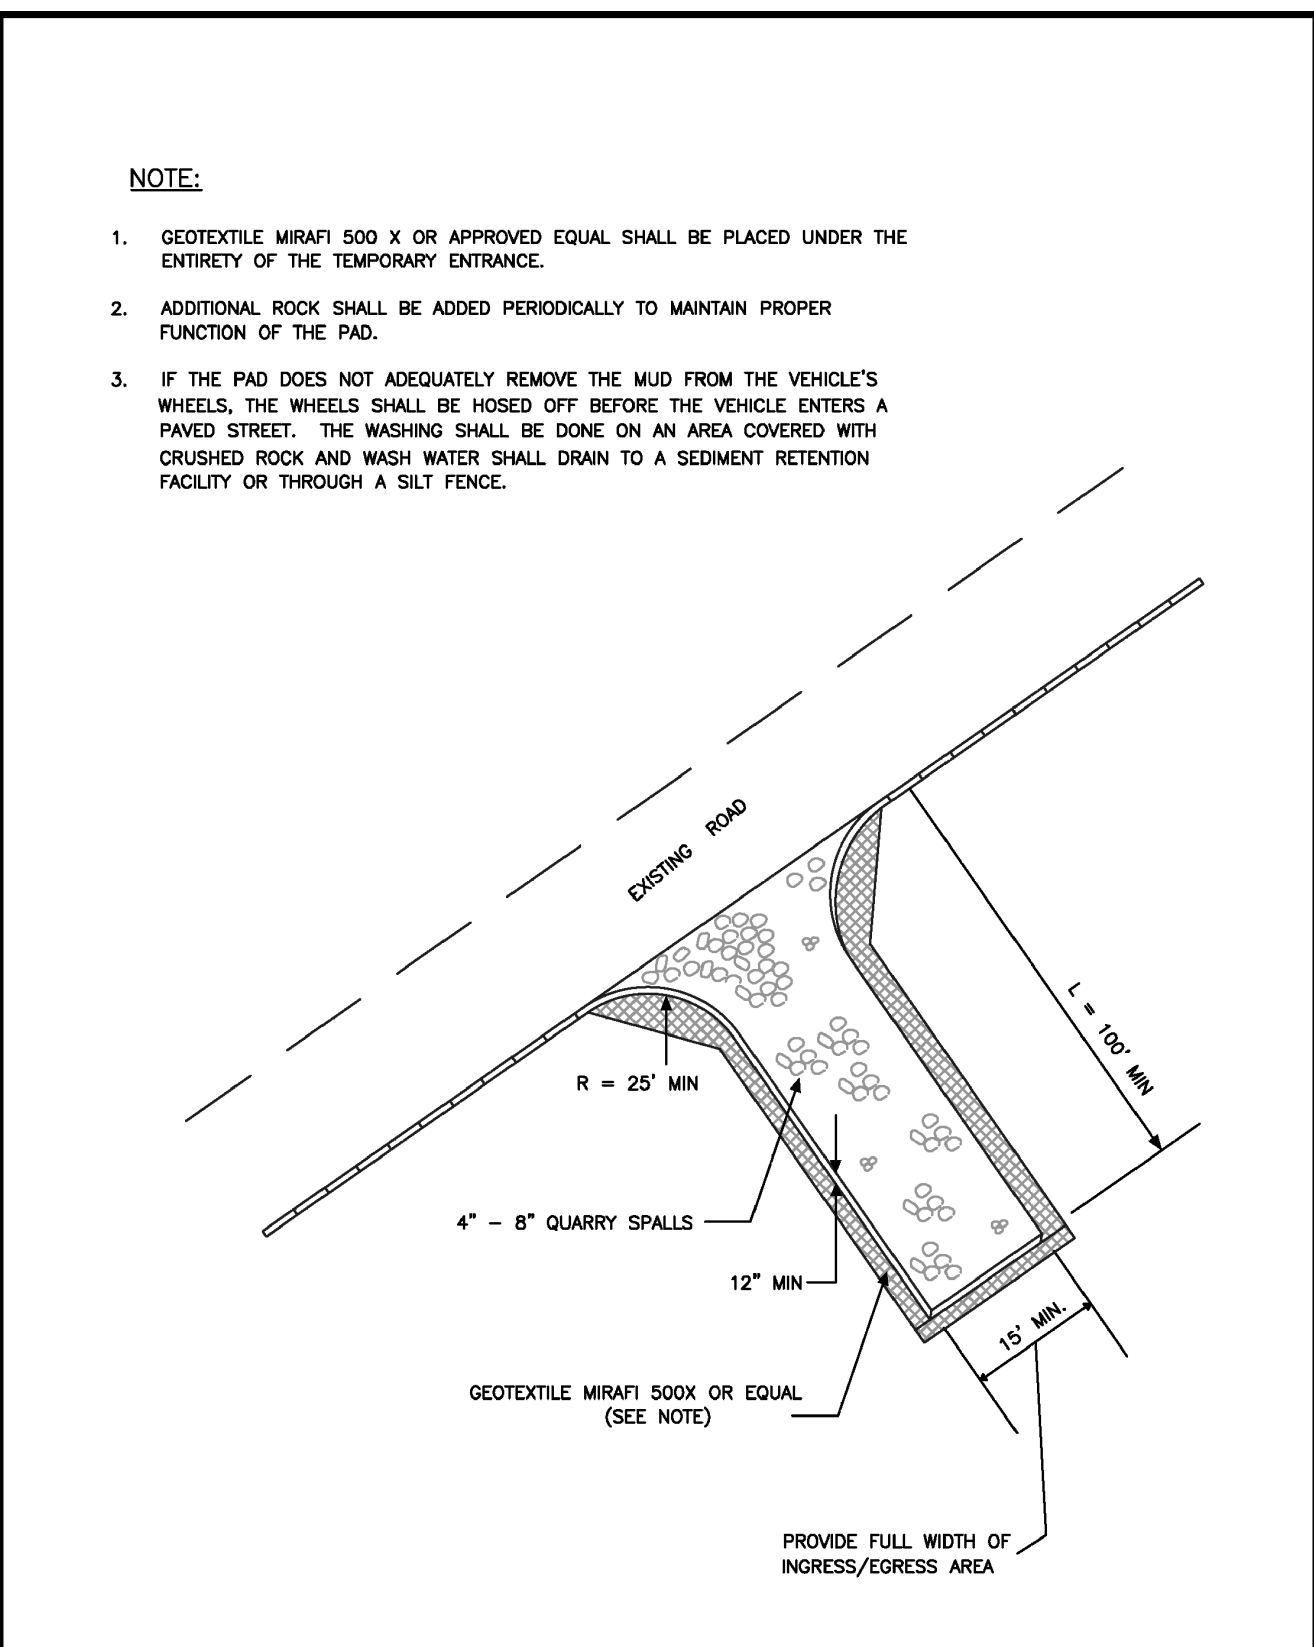 NOTE:
1. GEOTEXTILE MIRAFI 500 X OR APPROVED EQUAL SHALL BE PLACED UNDER THE
ENTIRETY OF THE TEMPORARY ENTRANCE.
2. ADDITIONAL ROCK SHALL BE ADDED PERIODICALLY TO MAINTAIN PROPER
FUNCTION OF THE PAD.
3. IF THE PAD DOES NOT ADEQUATELY REMOVE THE MUD FROM THE VEHICLE'S
WHEELS, THE WHEELS SHALL BE HOSED OFF BEFORE THE VEHICLE ENTERS A
PAVED STREET. THE WASHING SHALL BE DONE ON AN AREA COVERED WITH
CRUSHED ROCK AND WASH WATER SHALL DRAIN TO A SEDIMENT RETENTION
FACILITY OR THROUGH A SILT FENCE.
EXISTING ROAD
L = 100' MIN
R = 25' MIN
4" - 8" QUARRY SPALLS
12" MIN
15' MIN.
GEOTEXTILE MIRAFI 500X OR EQUAL
(SEE NOTE)
PROVIDE FULL WIDTH OF
INGRESS/EGRESS AREA